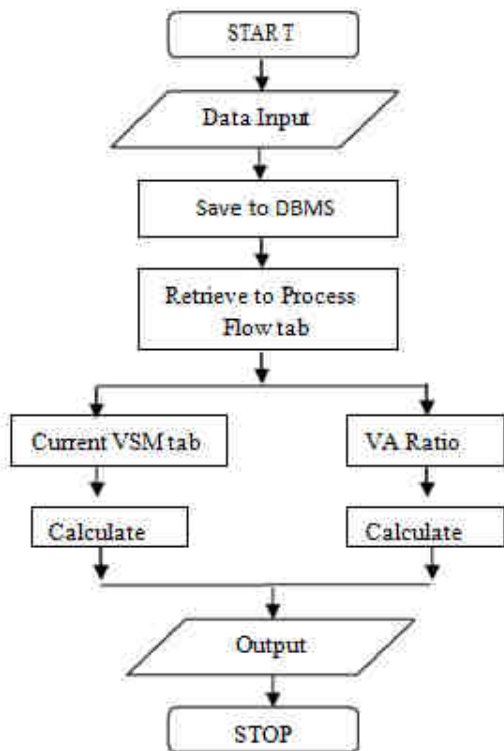 START
Data Input
Save to DBMS
Retrieve to Process
Flow tab
Current VSM tab
VA Ratio
Calculate
Calculate
Output
STOP